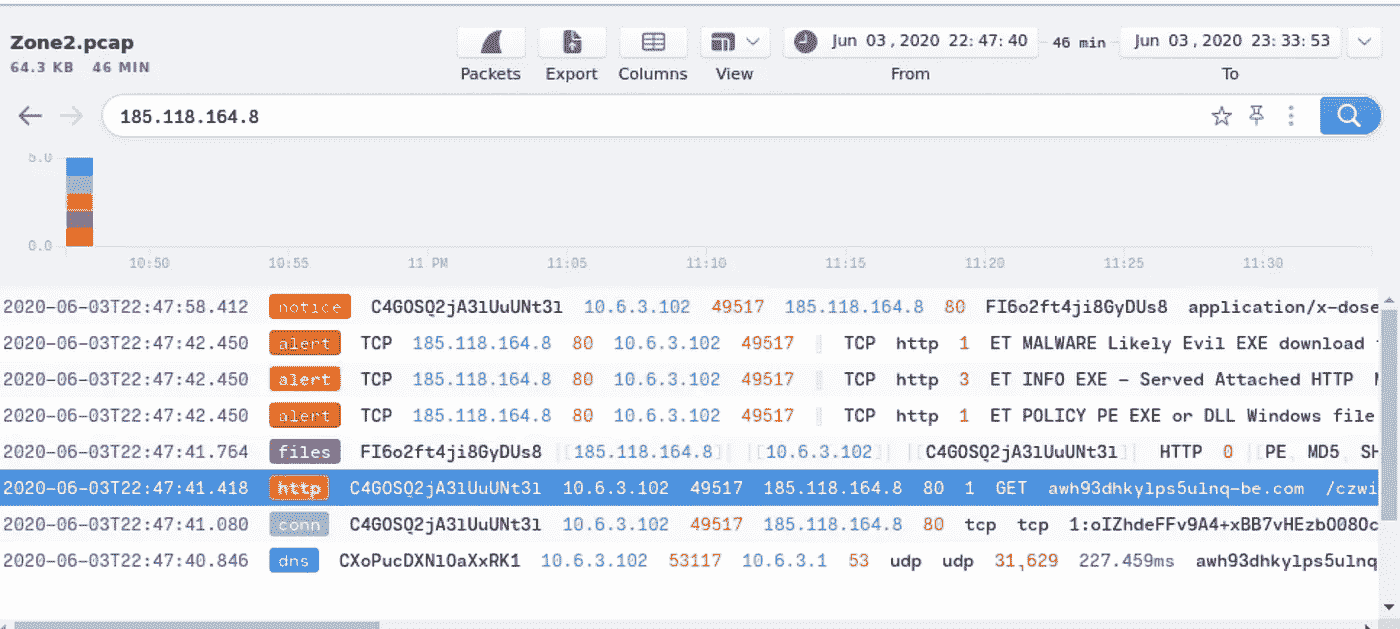 Zone2.pcap
64.3 KB 46 MIN
Packets Export Columns View
Jun 03, 2020 22:47:40 46 min Jun 03, 2020 23:33:53
From To
185.118.164.8
5.0
0.0
10:50 10:55 11 PM 11:05 11:10 11:15 11:20 11:25 11:30
2020-06-03T22:47:58.412 notice C4GOSQ2jA3lUuUNt3l 10.6.3.102 49517 185.118.164.8 80 FI6o2ft4ji8GyDUs8 application/x-dose
2020-06-03T22:47:42.450 alert TCP 185.118.164.8 80 10.6.3.102 49517 TCP http 1 ET MALWARE Likely Evil EXE download
2020-06-03T22:47:42.450 alert TCP 185.118.164.8 80 10.6.3.102 49517 TCP http 3 ET INFO EXE - Served Attached HTTP
2020-06-03T22:47:42.450 alert TCP 185.118.164.8 80 10.6.3.102 49517 TCP http 1 ET POLICY PE EXE or DLL Windows file
2020-06-03T22:47:41.764 files FI6o2ft4ji8GyDUs8 |[185.118.164.8]| |[10.6.3.102]| |[C4GOSQ2jA3lUuUNt3l]| HTTP 0 |[PE, MD5, SH
2020-06-03T22:47:41.418 http C4GOSQ2jA3lUuUNt3l 10.6.3.102 49517 185.118.164.8 80 1 GET awh93dhkylps5ulnq-be.com /czwi
2020-06-03T22:47:41.080 conn C4GOSQ2jA3lUuUNt3l 10.6.3.102 49517 185.118.164.8 80 tcp tcp 1:oIZhdeFFv9A4+xBB7vHEzbO08Oc
2020-06-03T22:47:40.846 dns CXoPucDXNlOaXxRK1 10.6.3.102 53117 10.6.3.1 53 udp udp 31,629 227.459ms awh93dhkylps5ulnq